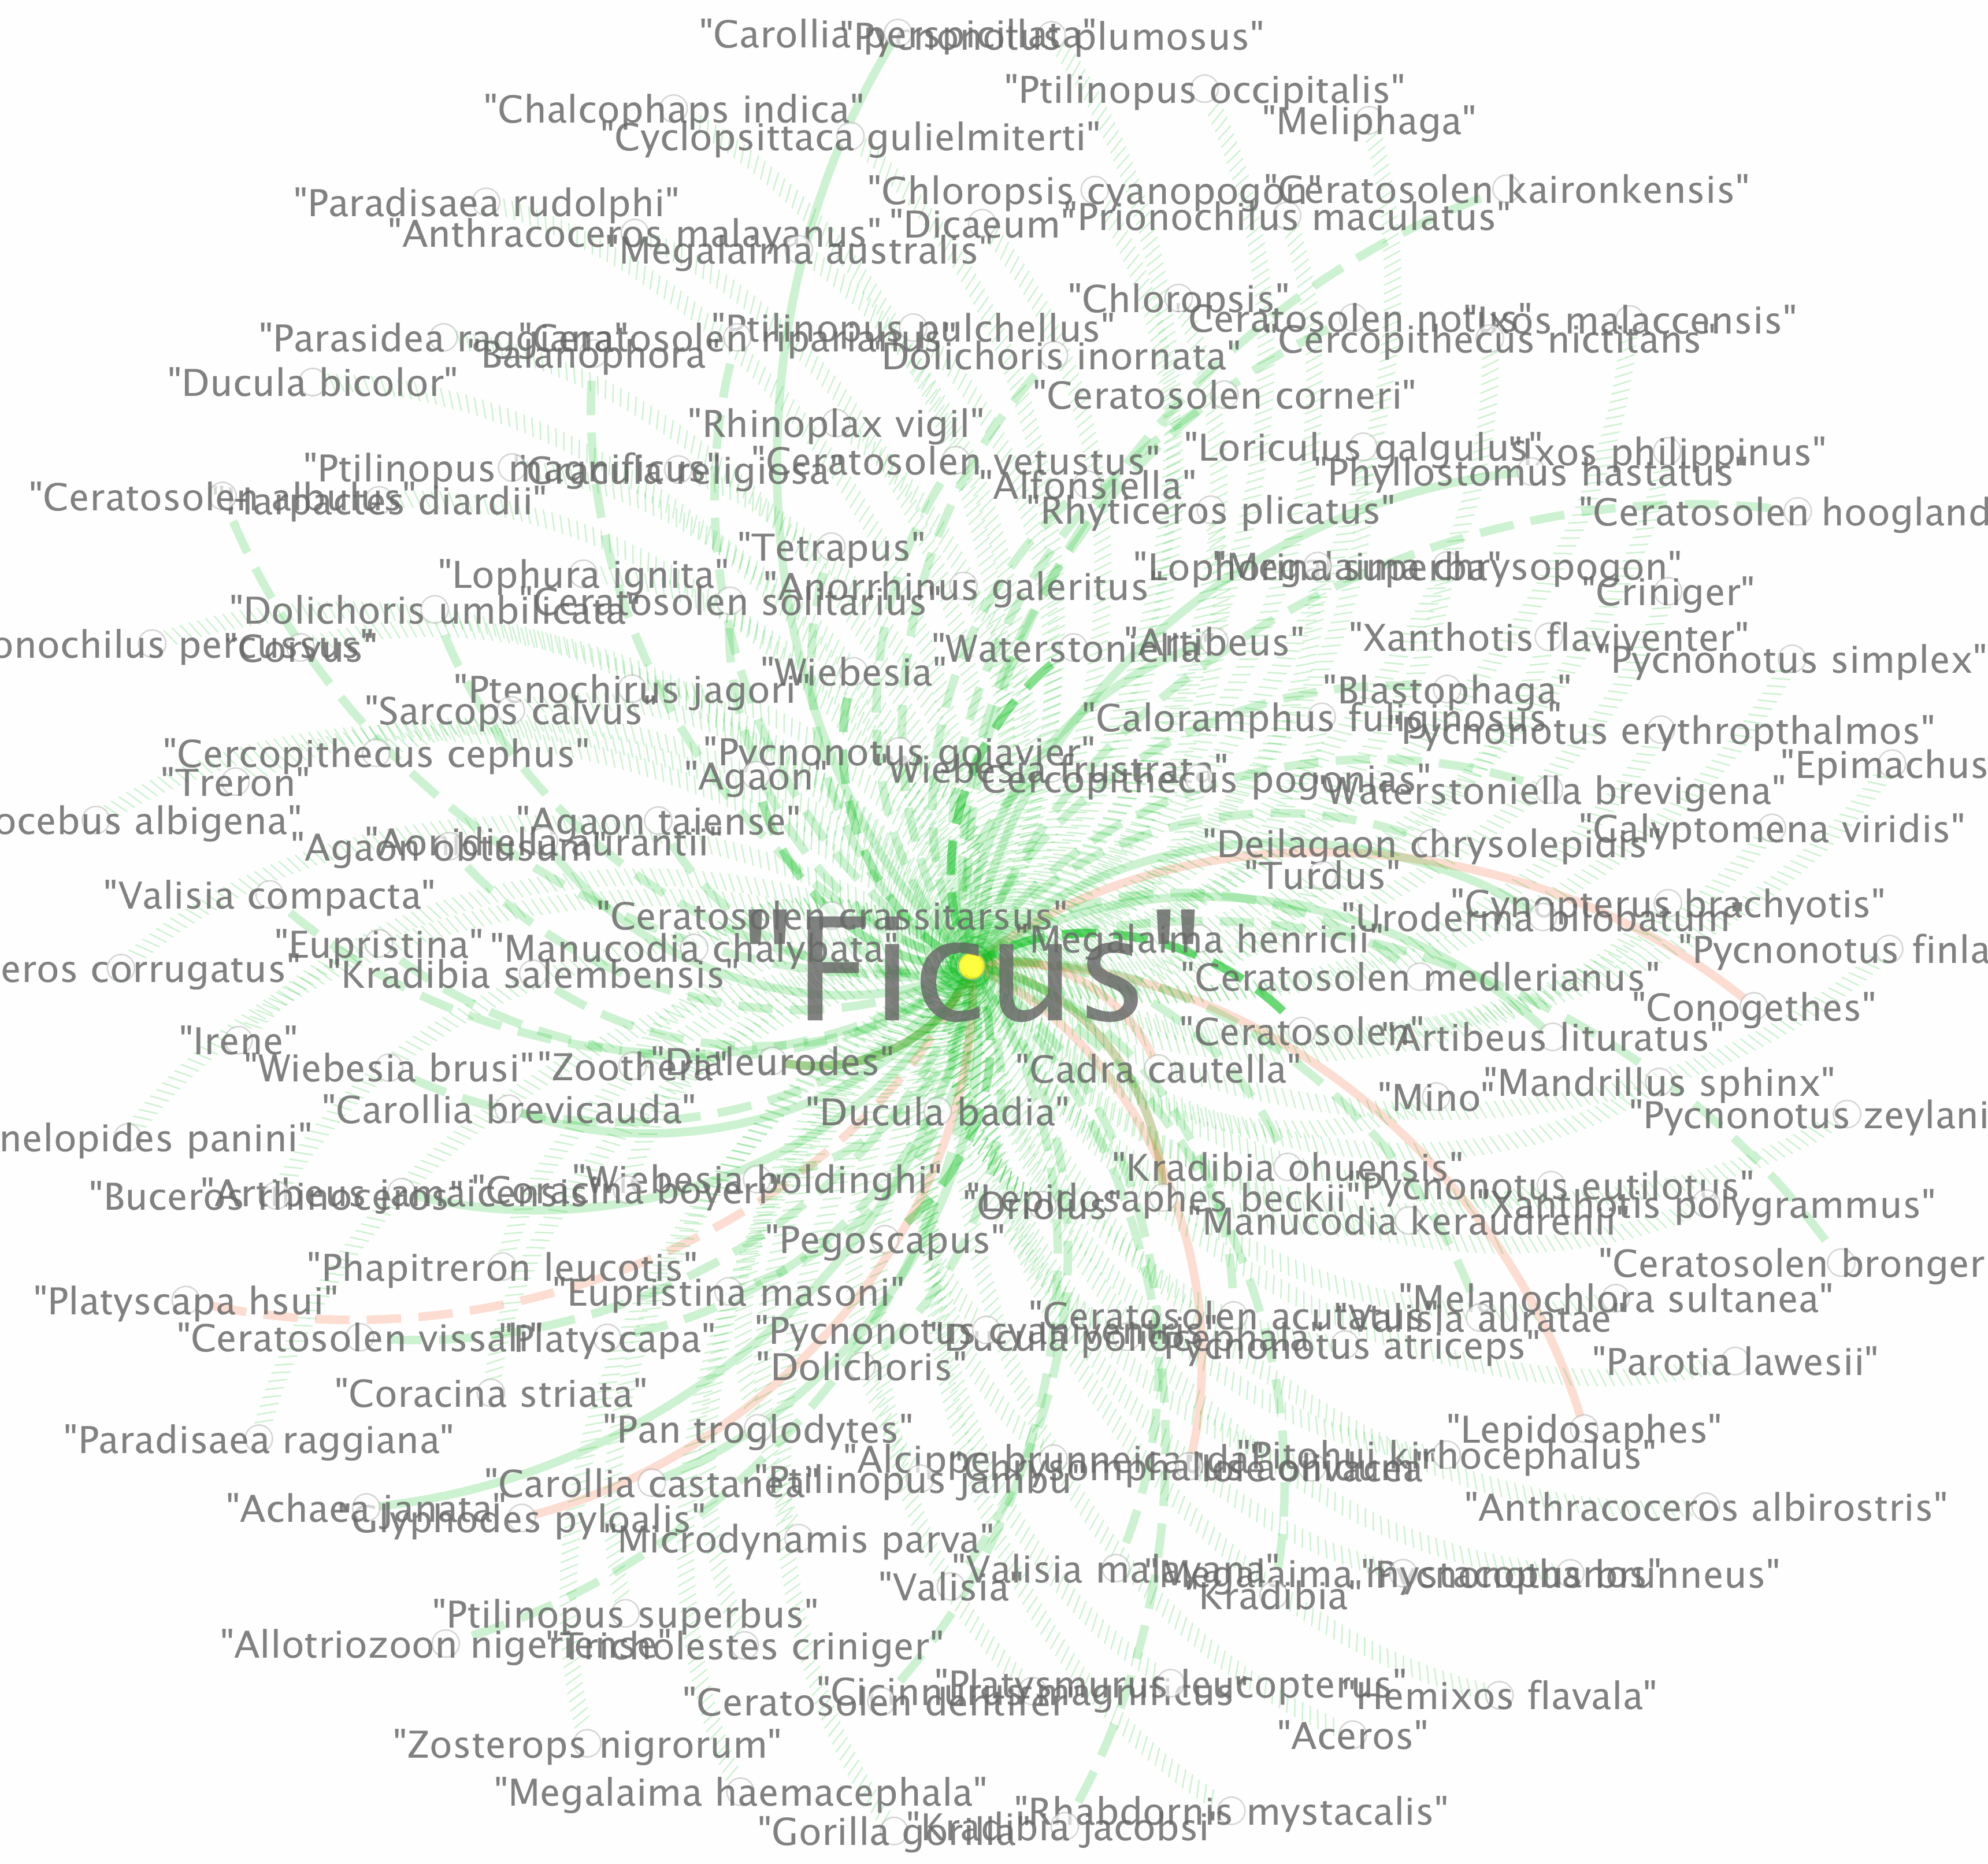 "Carollia perspicillata"
"Pycnonotus plumosus"
"Ptilinopus occipitalis"
"Chalcophaps indica"
"Meliphaga"
"Cyclopsittaca gulielmiterti"
"Chloropsis cyanopogon"
"Ceratosolen kaironkensis"
"Paradisaea rudolphi"
"Dicaeum"
"Prionochilus maculatus"
"Anthracoceros malayanus"
"Megalaima australis"
"Chloropsis"
"Ceratosolen notus"
"Ixos malaccensis"
"Parasidea raggiana"
"Ceratosolen riparianus"
"Ptilinopus pulchellus"
"Cercopithecus nictitans"
"Balanophora"
"Dolichoris inornata"
"Ducula bicolor"
"Ceratosolen corneri"
"Rhinoplax vigil"
"Loriculus galgulus"
"Ixos philippinus"
"Ptilinopus magnificus"
"Gracula religiosa"
"Ceratosolen vetustus"
"Phyllostomus hastatus"
"Alfonsiella"
"Ceratosolen albulus"
"Harpactes diardii"
"Rhyticeros plicatus"
"Ceratosolen hoogland
"Tetrapus"
"Lophorina superba"
"Megalaima chrysopogon"
"Lophura ignita"
"Anorrhinus galeritus"
"Criniger"
"Dolichoris umbilicata"
"Ceratosolen solitarius"
onochilus percussus"
"Corvus"
"Waterstoniella"
"Artibeus"
"Xanthotis flaviventer"
"Pycnonotus simplex"
"Wiebesia"
"Ptenochirus jagori"
"Blastophaga"
"Sarcops calvus"
"Caloramphus fuliginosus"
"Pycnonotus erythropthalmos"
"Cercopithecus cephus"
"Pycnonotus goiavier"
"Epimachus
"Treron"
"Agaon"
"Wiebesia frustrata"
"Cercopithecus pogonias"
"Waterstoniella brevigena"
ocebus albigena"
"Agaon taiense"
"Calyptomena viridis"
"Agaon obtusum"
"Aonidiella aurantii"
"Deilagaon chrysolepidis"
"Turdus"
"Valisia compacta"
"Cynopterus brachyotis"
"Ceratosolen crassitarsus"
"Uroderma bilobatum"
"Eupristina"
"Manucodia chalybata"
"Megalaima henricii"
"Pycnonotus finla
"Ficus"
eros corrugatus"
"Kradibia salembensis"
"Ceratosolen medlerianus"
"Conogethes"
"Irene"
"Ceratosolen"
"Artibeus lituratus"
"Wiebesia brusi"
"Zoothera"
"Dialeurodes"
"Cadra cautella"
"Mino"
"Mandrillus sphinx"
"Carollia brevicauda"
"Ducula badia"
"Pycnonotus zeylani
nelopides panini"
"Kradibia ohuensis"
"Buceros rhinoceros"
"Artibeus jamaicensis"
"Coracina boyeri"
"Wiebesia boldinghi"
"Lepidosaphes beckii"
"Oriolus"
"Pycnonotus eutilotus"
"Xanthotis polygrammus"
"Manucodia keraudrenii"
"Pegoscapus"
"Phapitreron leucotis"
"Ceratosolen bronger
"Platyscapa hsui"
"Eupristina masoni"
"Melanochlora sultanea"
"Ceratosolen acutatus"
"Valisia auratae"
"Ceratosolen vissali"
"Platyscapa"
"Pycnonotus cyaniventris"
"Ducula poliocephala"
"Pycnonotus atriceps"
"Dolichoris"
"Parotia lawesii"
"Coracina striata"
"Paradisaea raggiana"
"Pan troglodytes"
"Lepidosaphes"
"Alcippe brunneicauda"
"Chrysomphalus
"Iole olivacea"
"Pitohui kirhocephalus"
"Carollia castanea"
"Ptilinopus jambu"
"Achaea janata"
"Glyphodes pyloalis"
"Anthracoceros albirostris"
"Microdynamis parva"
"Valisia malayana"
"Megalaima mystacophanos"
"Pycnonotus brunneus"
"Valisia"
"Kradibia"
"Ptilinopus superbus"
"Allotriozoon nigeriense"
"Tricholestes criniger"
"Platysmurus leucopterus"
"Cicinnurus magnificus"
"Ceratosolen dentifer"
"Hemixos flavala"
"Aceros"
"Zosterops nigrorum"
"Megalaima haemacephala"
"Rhabdornis mystacalis"
"Gorilla gorilla"
"Kradibia jacobsi"